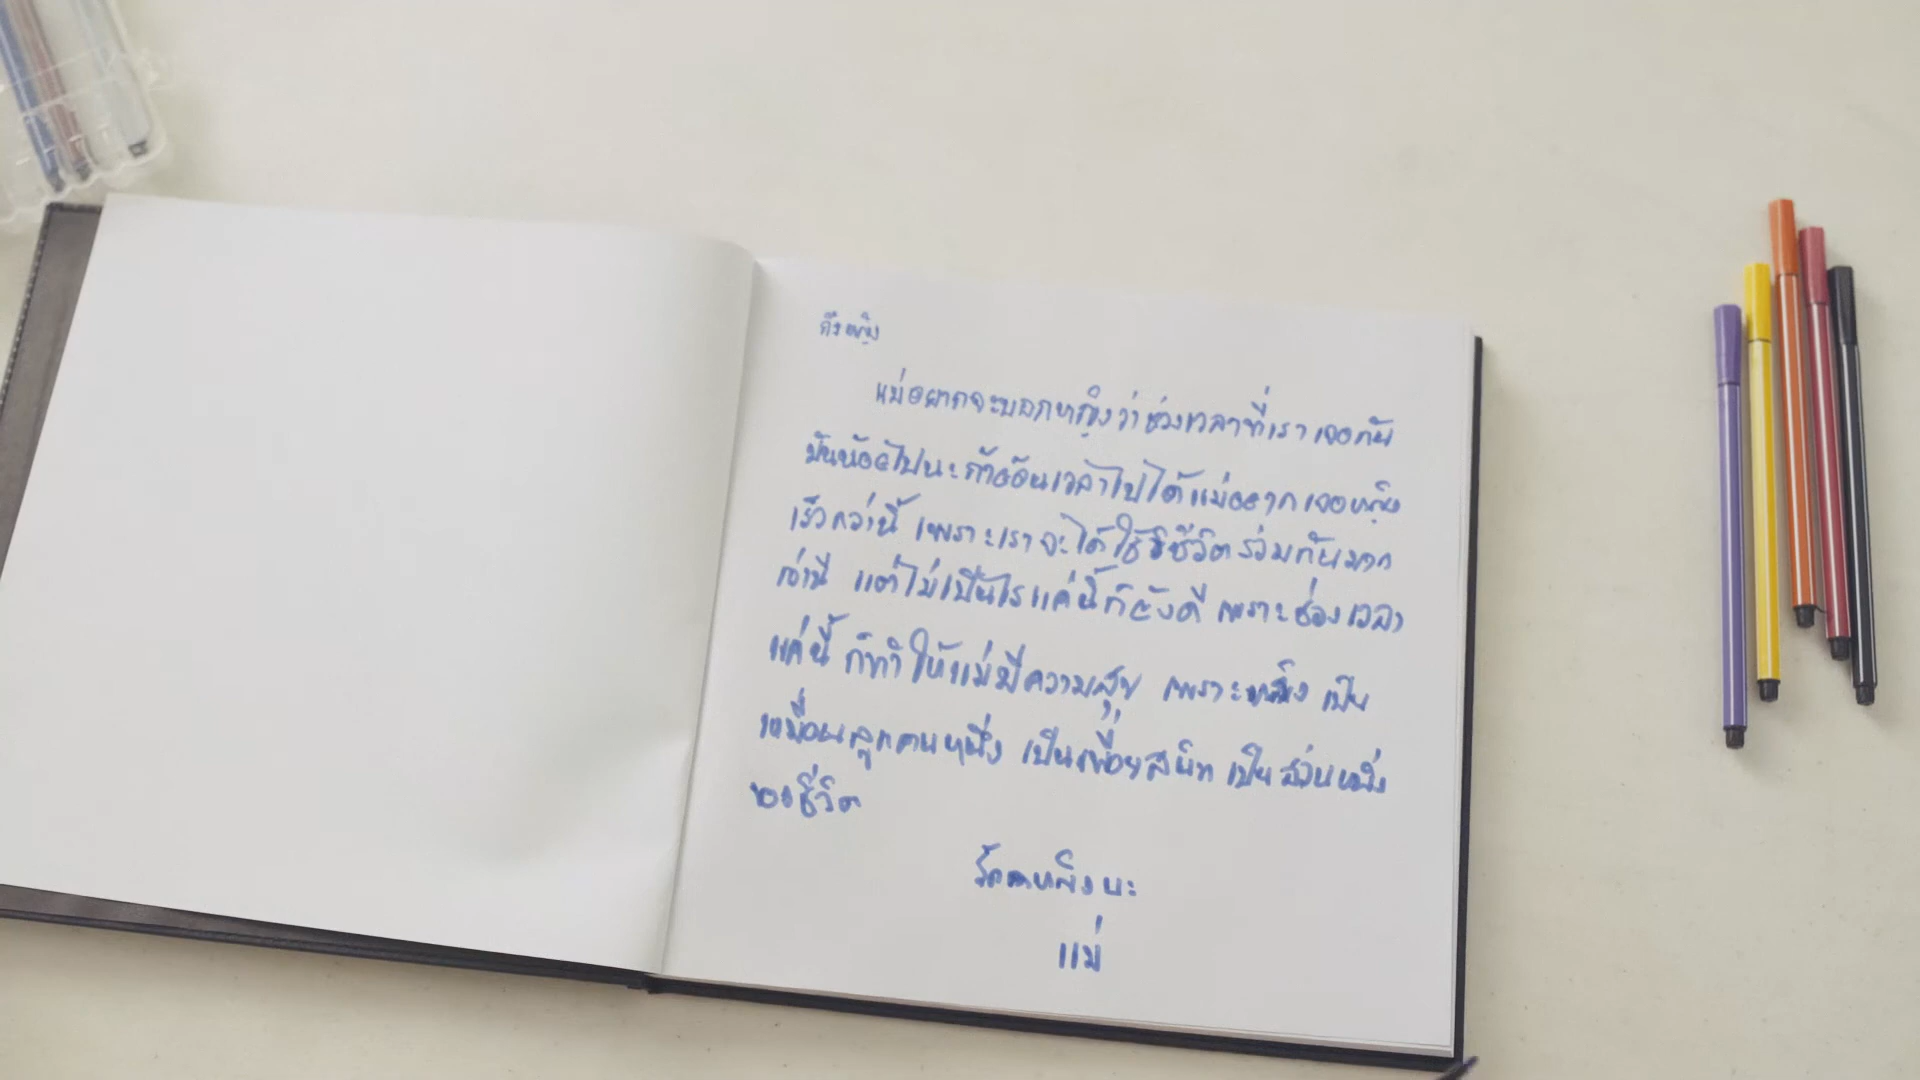 ถึงหญิง
แม่อยากจะบอกหญิงว่าช่วงเวลาที่เราเจอกัน
มันน้อยไปนะถ้าย้อนเวลาไปได้แม่อยากเจอหญิง
เร็วกว่านี้ เพราะเราจะได้ใช้ชีวิตร่วมกันมาก
กว่านี้ แต่ไม่เป็นไรแค่นี้ก็ยังดี เพราะช่วงเวลา
แค่นี้ ก็ทำให้แม่มีความสุข เพราะหญิง เป็น
เหมือนลูกคนหนึ่ง เป็นเพื่อนสนิท เป็นส่วนหนึ่ง
ของชีวิต
รักหญิงนะ
แม่